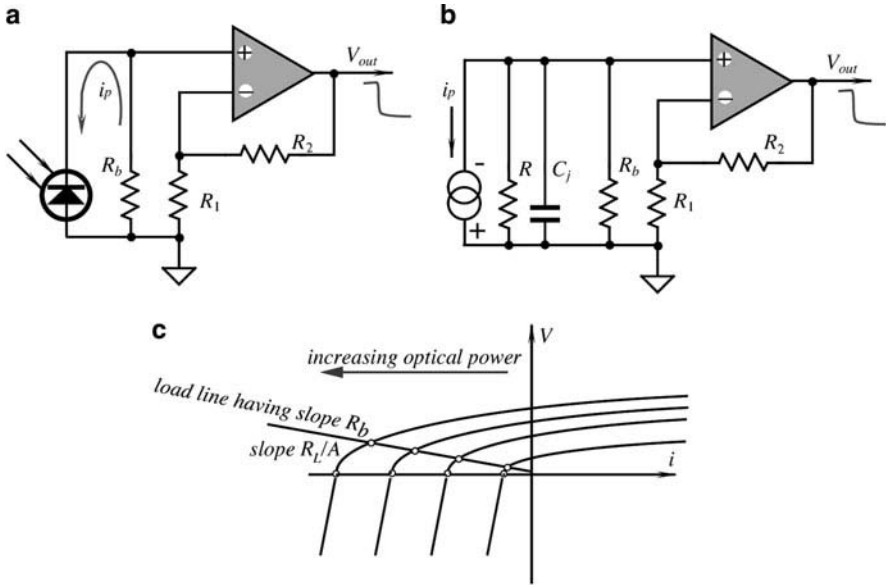 a
+
−
V_out
i_p
R_b
R_1
R_2
b
+
−
V_out
i_p
-
+
R
C_j
R_b
R_1
R_2
c
V
increasing optical power
load line having slope R_b
slope R_L/A
i